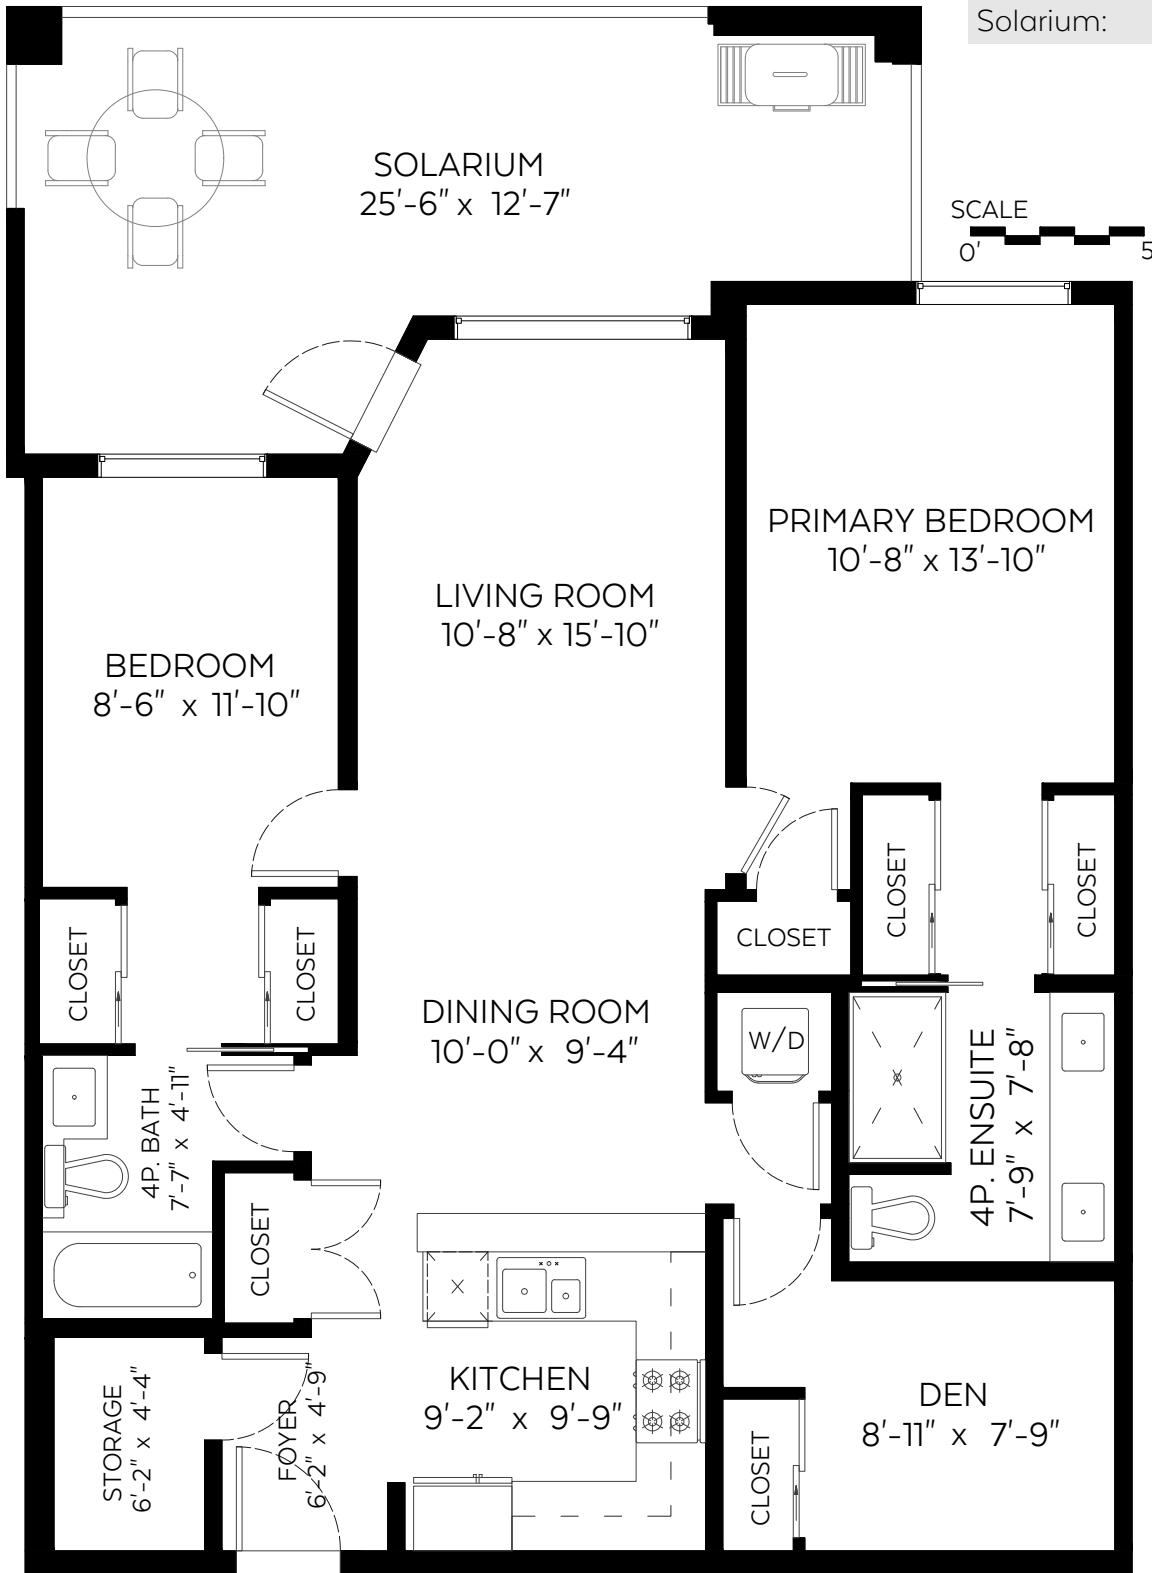 Solarium:
SOLARIUM
25'-6" x 12'-7"
SCALE
0'
5
PRIMARY BEDROOM
10'-8" x 13'-10"
LIVING ROOM
10'-8" x 15'-10"
BEDROOM
8'-6" x 11'-10"
CLOSET
CLOSET
CLOSET
CLOSET
CLOSET
DINING ROOM
10'-0" x 9'-4"
W/D
4P. ENSUITE
7'-9" x 7'-8"
4P. BATH
7'-7" x 4'-11"
CLOSET
X
KITCHEN
9'-2" x 9'-9"
DEN
8'-11" x 7'-9"
STORAGE
6'-2" x 4'-4"
FOYER
6'-2" x 4'-9"
CLOSET